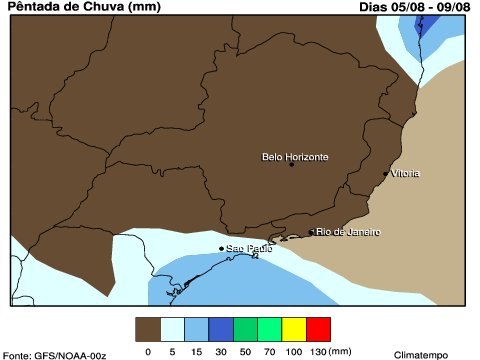 Pêntada de Chuva (mm) Dias 05/08 - 09/08
Belo Horizonte
Vitoria
Rio de Janeiro
Sao Paulo
0 5 15 30 50 70 100 130 (mm)
Fonte: GFS/NOAA-00z Climatempo